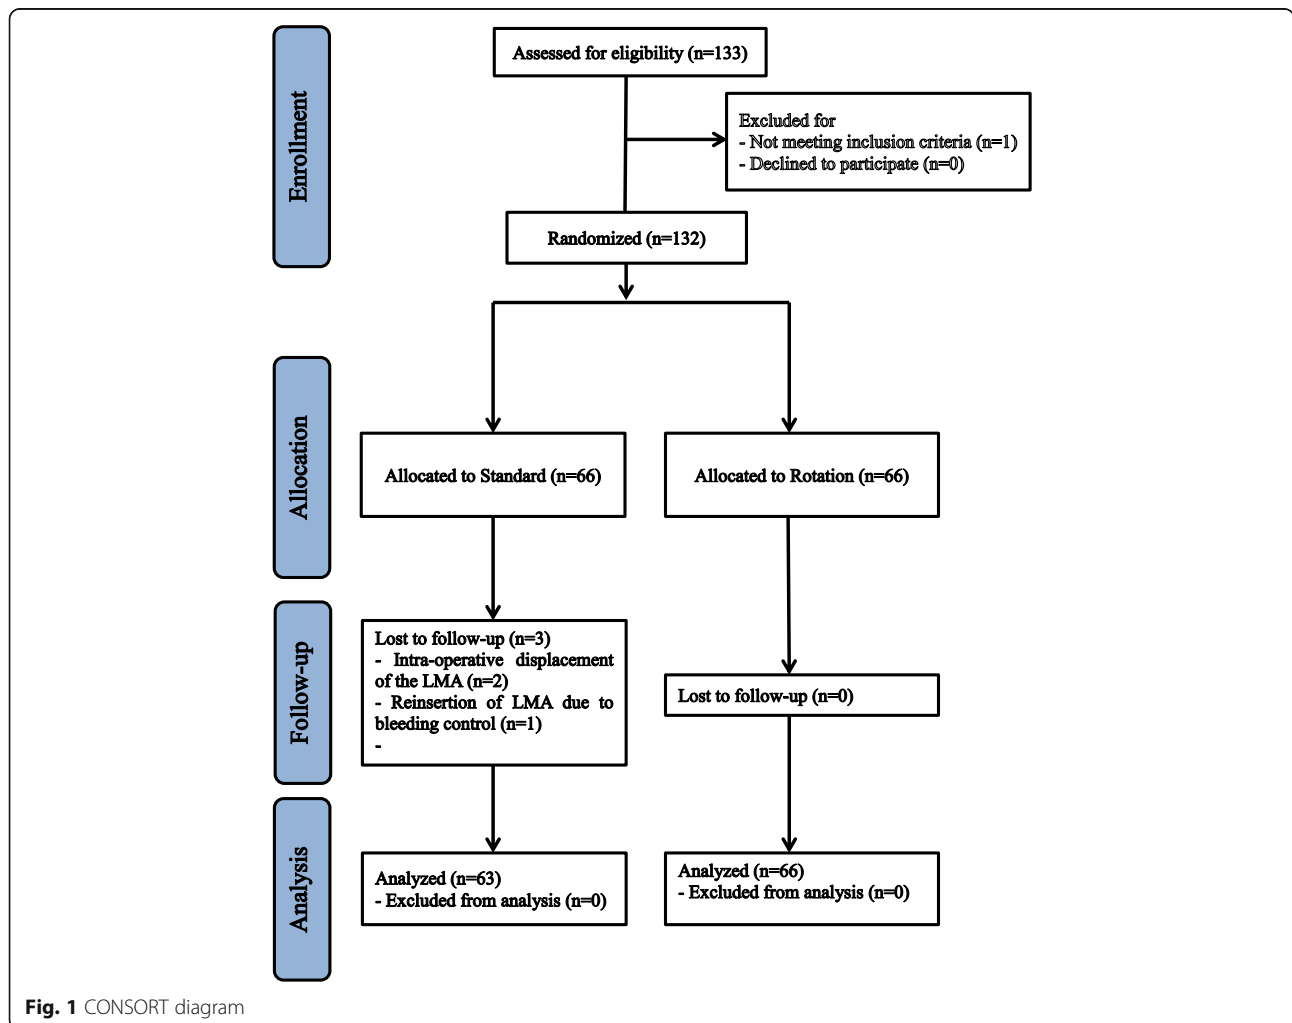 Enrollment
Assessed for eligibility (n=133)
Excluded for
- Not meeting inclusion criteria (n=1)
- Declined to participate (n=0)
Randomized (n=132)
Allocation
Allocated to Standard (n=66)
Allocated to Rotation (n=66)
Follow-up
Lost to follow-up (n=3)
- Intra-operative displacement
of the LMA (n=2)
- Reinsertion of LMA due to
bleeding control (n=1)
-
Lost to follow-up (n=0)
Analysis
Analyzed (n=63)
- Excluded from analysis (n=0)
Analyzed (n=66)
- Excluded from analysis (n=0)
Fig. 1 CONSORT diagram